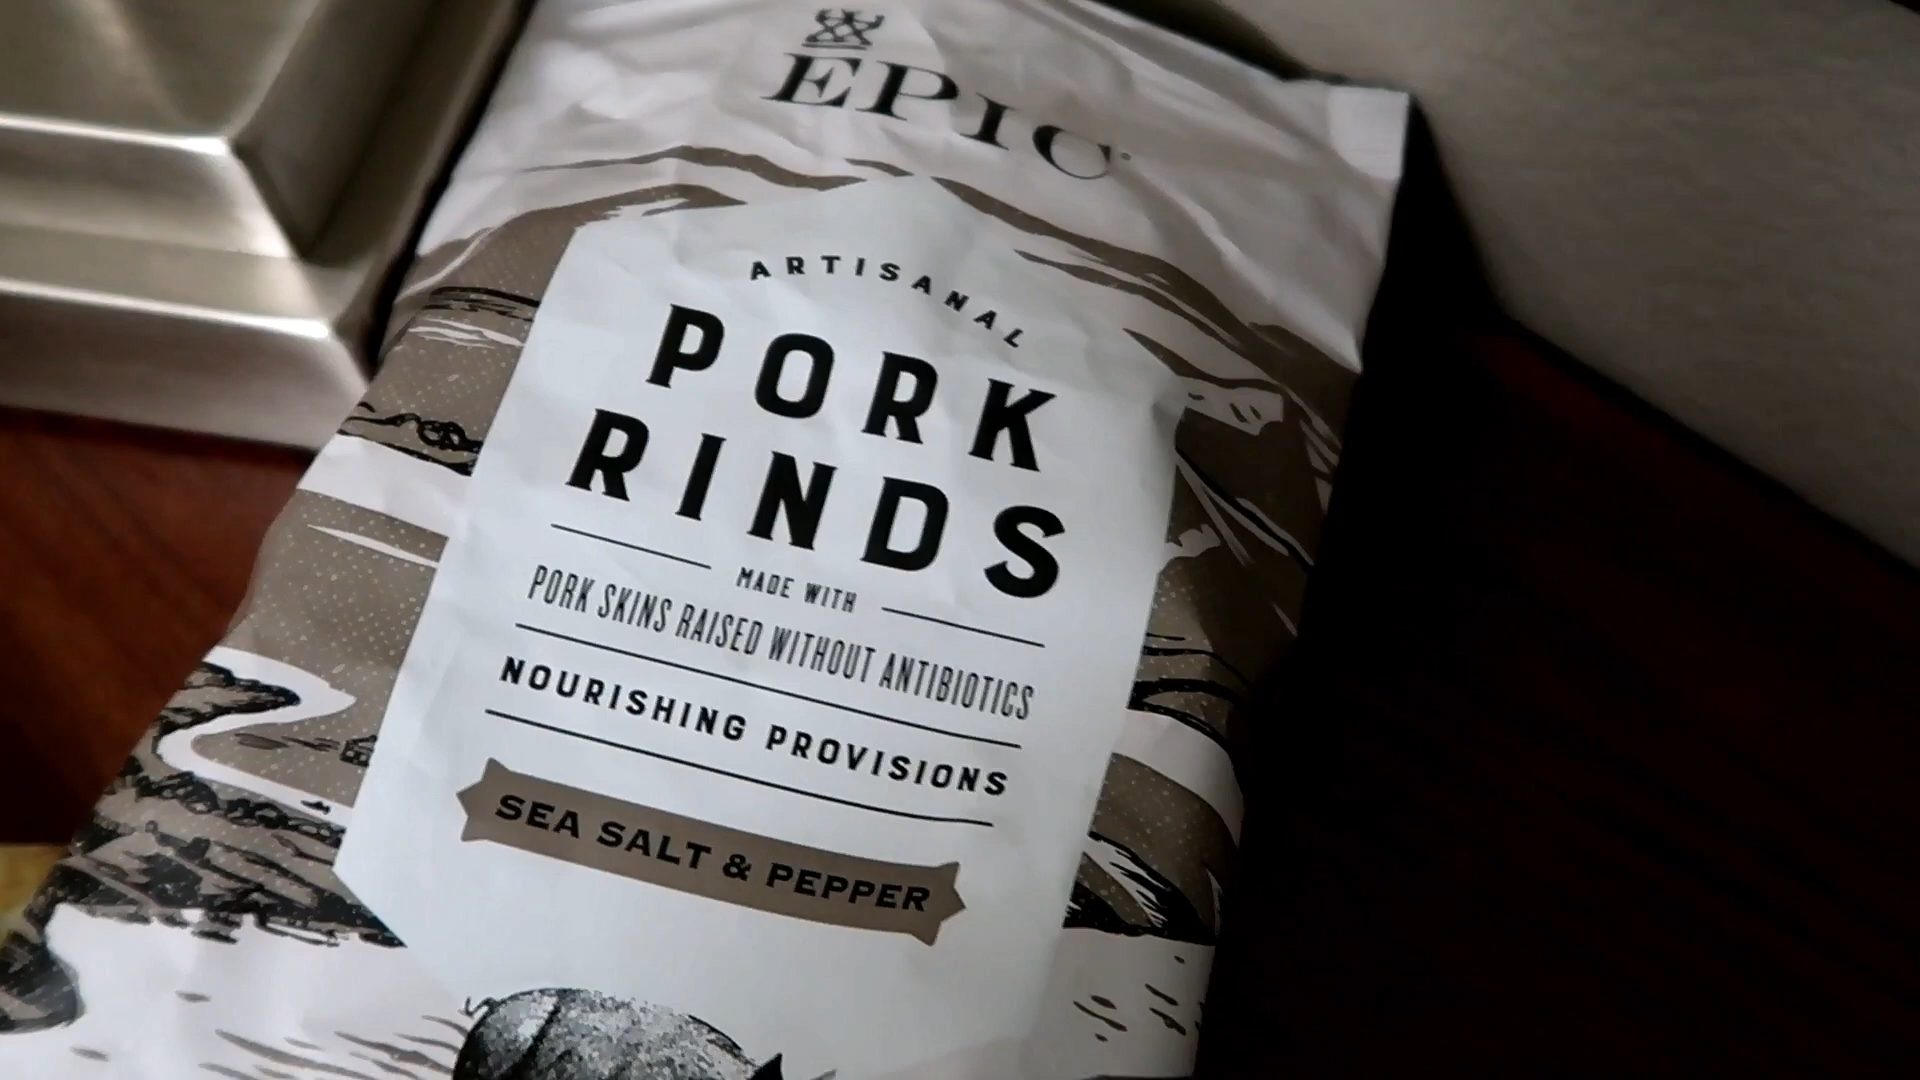 EPIC
ARTISANAL
PORK
RINDS
MADE WITH
PORK SKINS RAISED WITHOUT ANTIBIOTICS
NOURISHING PROVISIONS
SEA SALT & PEPPER